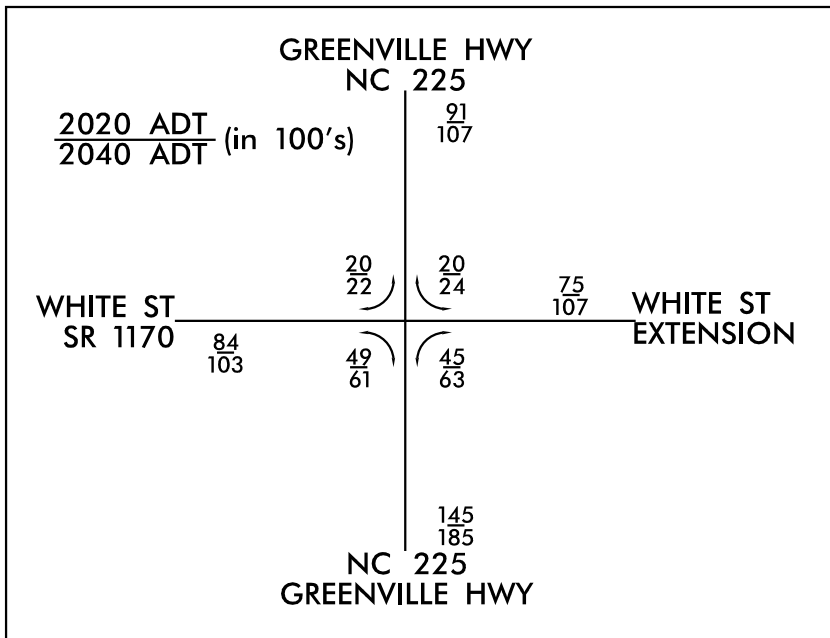 GREENVILLE HWY
NC 225
91
107
2020 ADT
2040 ADT
(in 100's)
20
22
20
24
75
107
WHITE ST
SR 1170
WHITE ST
EXTENSION
84
103
49
61
45
63
145
185
NC 225
GREENVILLE HWY